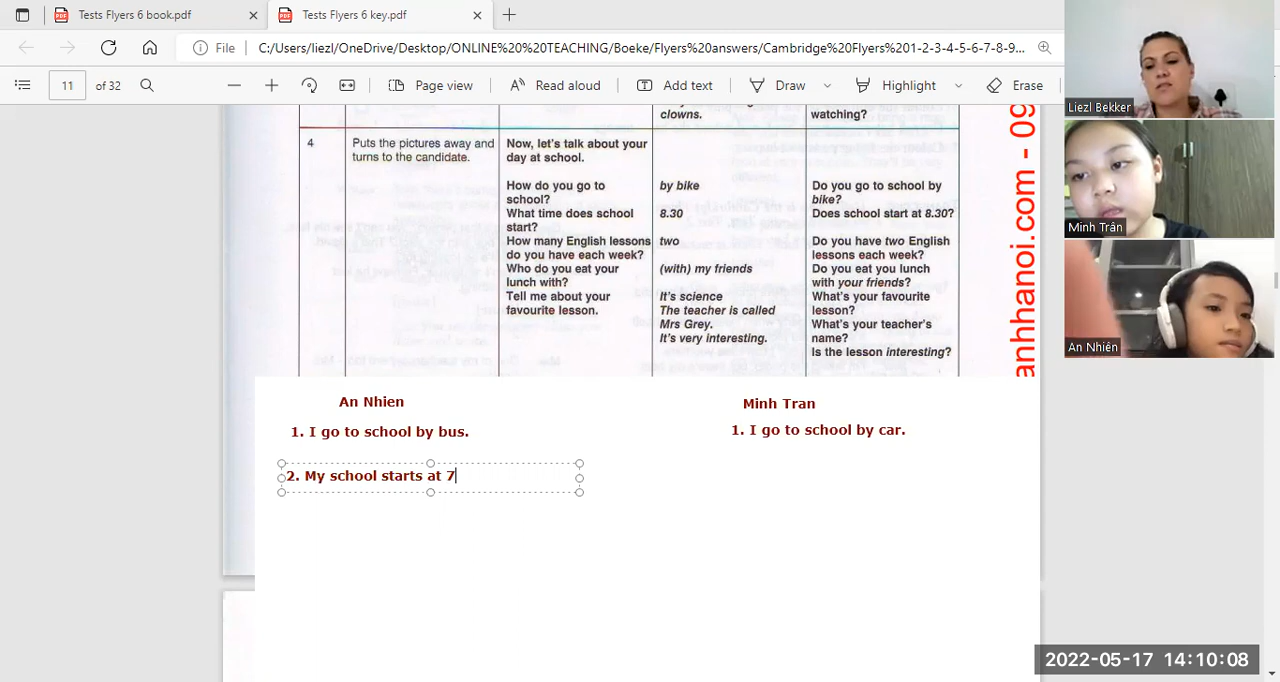 Tests Flyers 6 book.pdf
Tests Flyers 6 key.pdf
File
C:/Users/liezl/OneDrive/Desktop/ONLINE%20%20TEACHING/Boeke/Flyers%20answers/Cambridge%20Flyers%201-2-3-4-5-6-7-8-9...
11 of 32
Page view
Read aloud
Add text
Draw
Highlight
Erase
clowns.
watching?
4
Puts the pictures away and
turns to the candidate.
Now, let's talk about your
day at school.
How do you go to
school?
What time does school
start?
How many English lessons
do you have each week?
Who do you eat your
lunch with?
Tell me about your
favourite lesson.
by bike
8.30
two
(with) my friends
It's science
The teacher is called
Mrs Grey.
It's very interesting.
Do you go to school by
bike?
Does school start at 8.30?
Do you have two English
lessons each week?
Do you eat you lunch
with your friends?
What's your favourite
lesson?
What's your teacher's
name?
Is the lesson interesting?
anhhanoi.com - 09
An Nhien
1. I go to school by bus.
2. My school starts at 7
Minh Tran
1. I go to school by car.
Liezl Bekker
Minh Trân
An Nhiên
2022-05-17 14:10:08